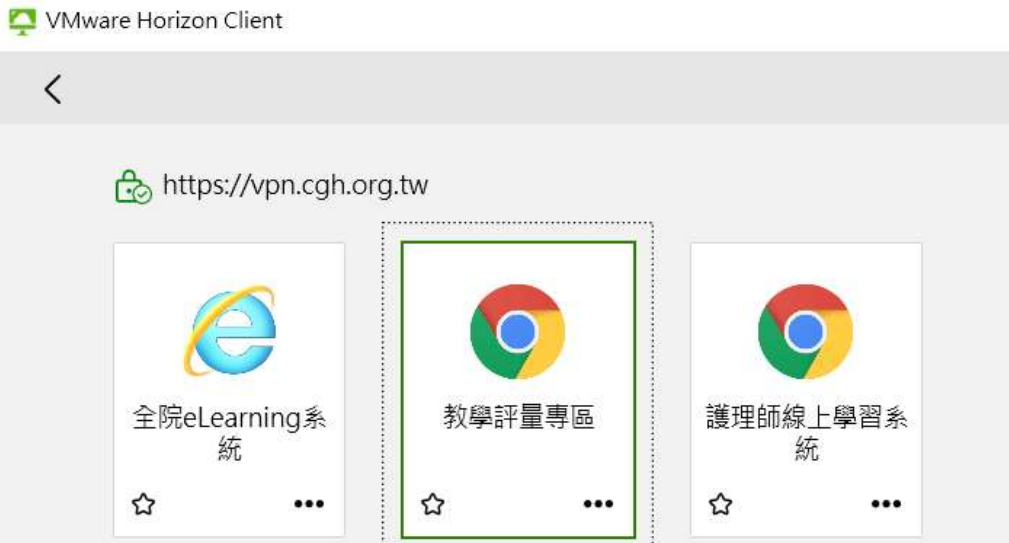 VMware Horizon Client
https://vpn.cgh.org.tw
全院eLearning系
統
教學評量專區
護理師線上學習系
統